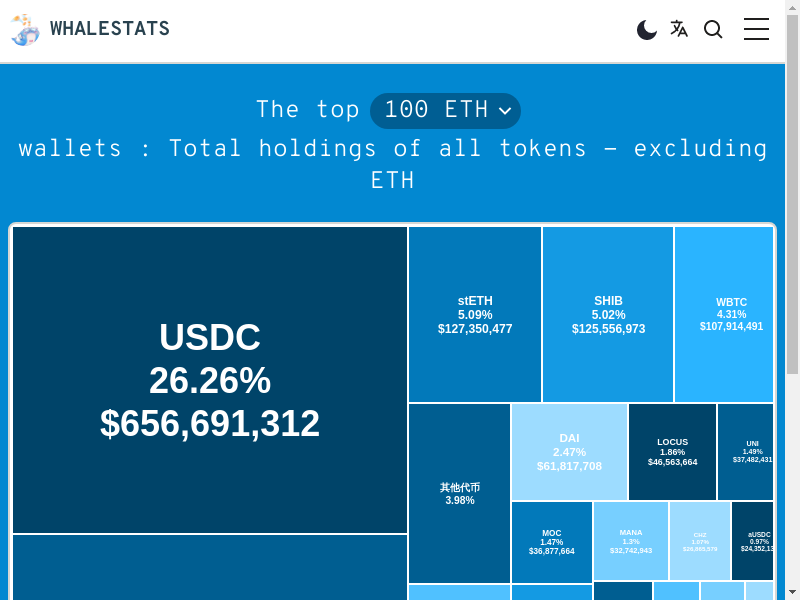 WHALESTATS
The top 100 ETH
wallets : Total holdings of all tokens – excluding
ETH
USDC
26.26%
$656,691,312
stETH
5.09%
$127,350,477
SHIB
5.02%
$125,556,973
WBTC
4.31%
$107,914,491
其他代币
3.98%
DAI
2.47%
$61,817,708
LOCUS
1.86%
$46,563,664
UNI
1.49%
$37,482,431
MOC
1.47%
$36,877,664
MANA
1.3%
$32,742,943
CHZ
aUSDC
0.97%
$24,352,13